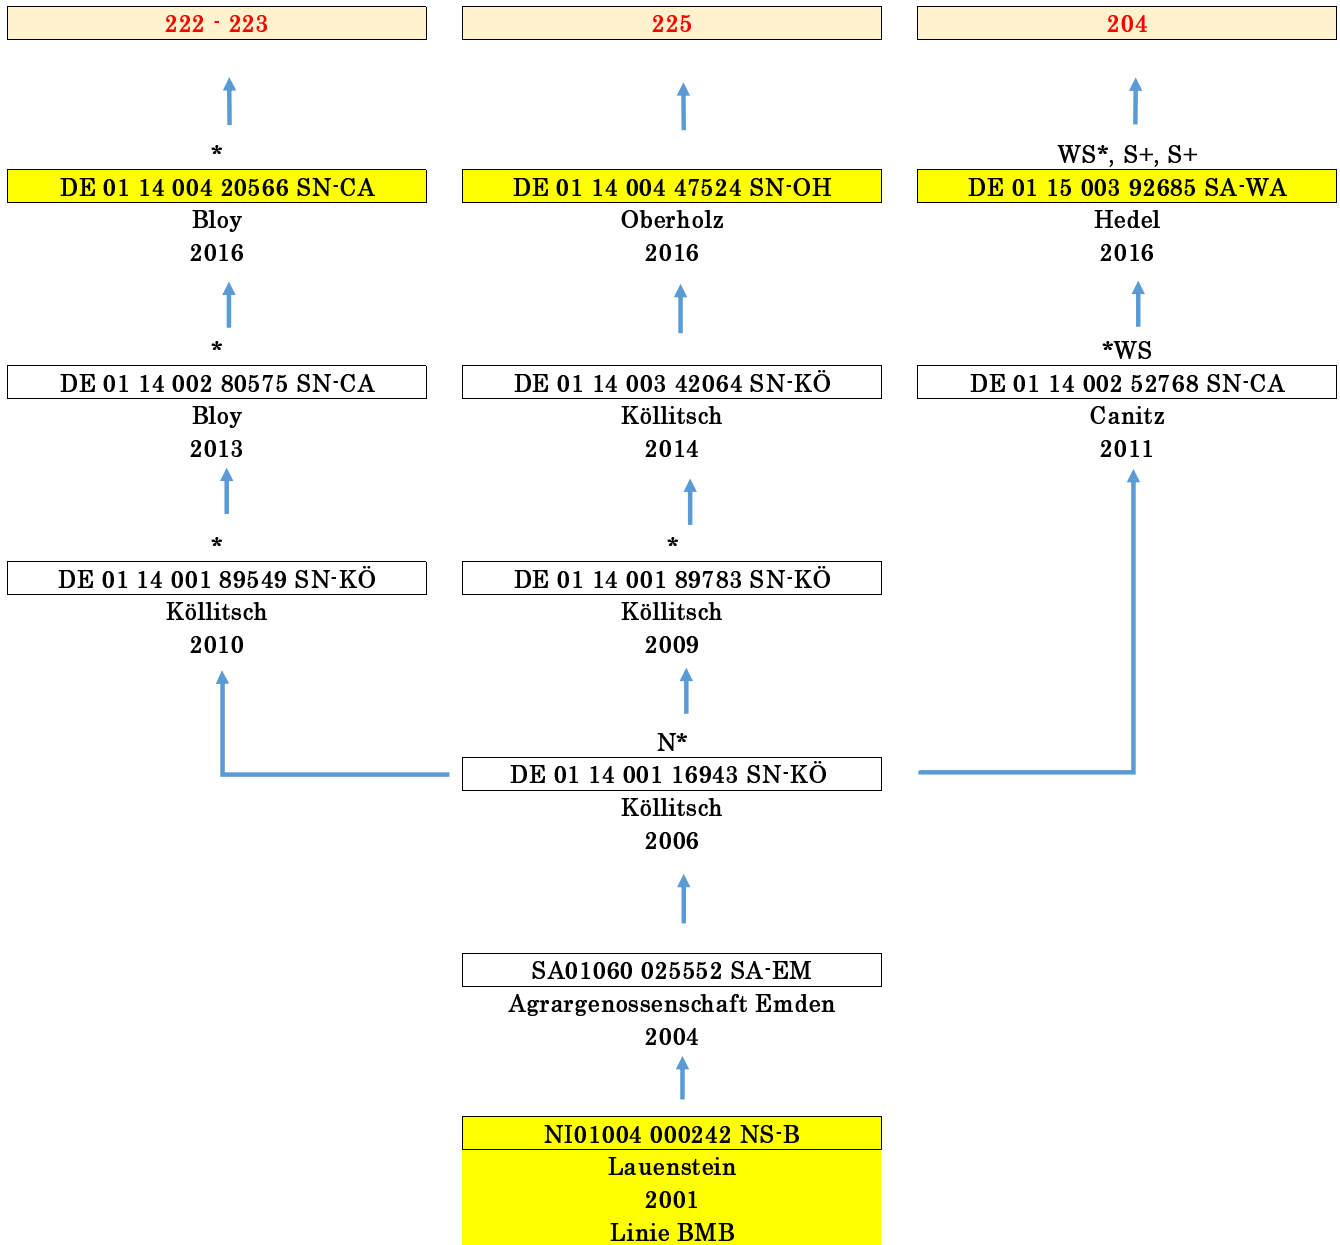 222 - 223
225
204
*
WS*, S+, S+
DE 01 14 004 20566 SN-CA
DE 01 14 004 47524 SN-OH
DE 01 15 003 92685 SA-WA
Bloy
Oberholz
Hedel
2016
2016
2016
*
*WS
DE 01 14 002 80575 SN-CA
DE 01 14 003 42064 SN-KÖ
DE 01 14 002 52768 SN-CA
Bloy
Köllitsch
Canitz
2013
2014
2011
*
*
DE 01 14 001 89549 SN-KÖ
DE 01 14 001 89783 SN-KÖ
Köllitsch
Köllitsch
2010
2009
N*
DE 01 14 001 16943 SN-KÖ
Köllitsch
2006
SA01060 025552 SA-EM
Agrargenossenschaft Emden
2004
NI01004 000242 NS-B
Lauenstein
2001
Linie BMB